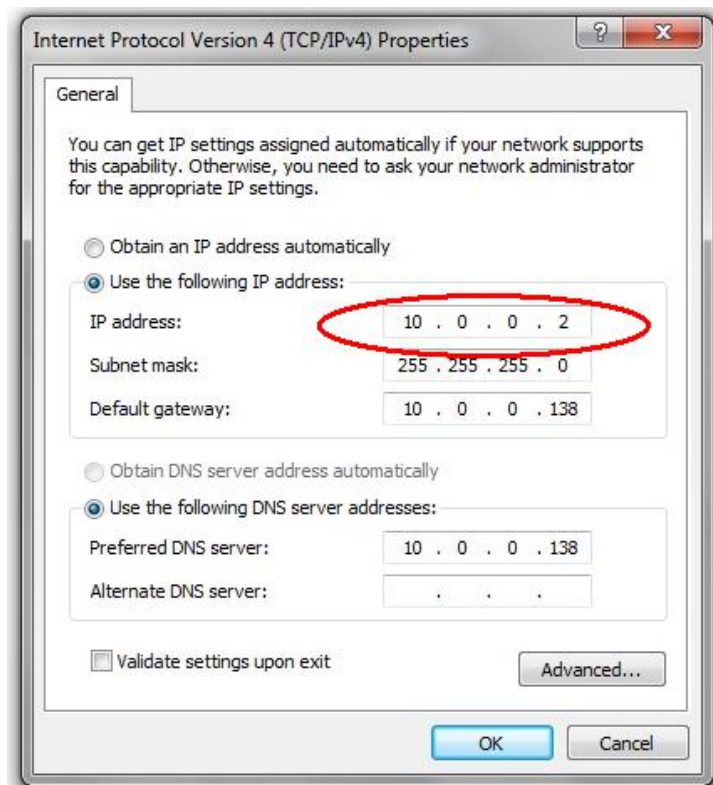 Internet Protocol Version 4 (TCP/IPv4) Properties
General
You can get IP settings assigned automatically if your network supports
this capability. Otherwise, you need to ask your network administrator
for the appropriate IP settings.
Obtain an IP address automatically
Use the following IP address:
IP address: 10 . 0 . 0 . 2
Subnet mask: 255 . 255 . 255 . 0
Default gateway: 10 . 0 . 0 . 138
Obtain DNS server address automatically
Use the following DNS server addresses:
Preferred DNS server: 10 . 0 . 0 . 138
Alternate DNS server: . . .
Validate settings upon exit
Advanced...
OK Cancel